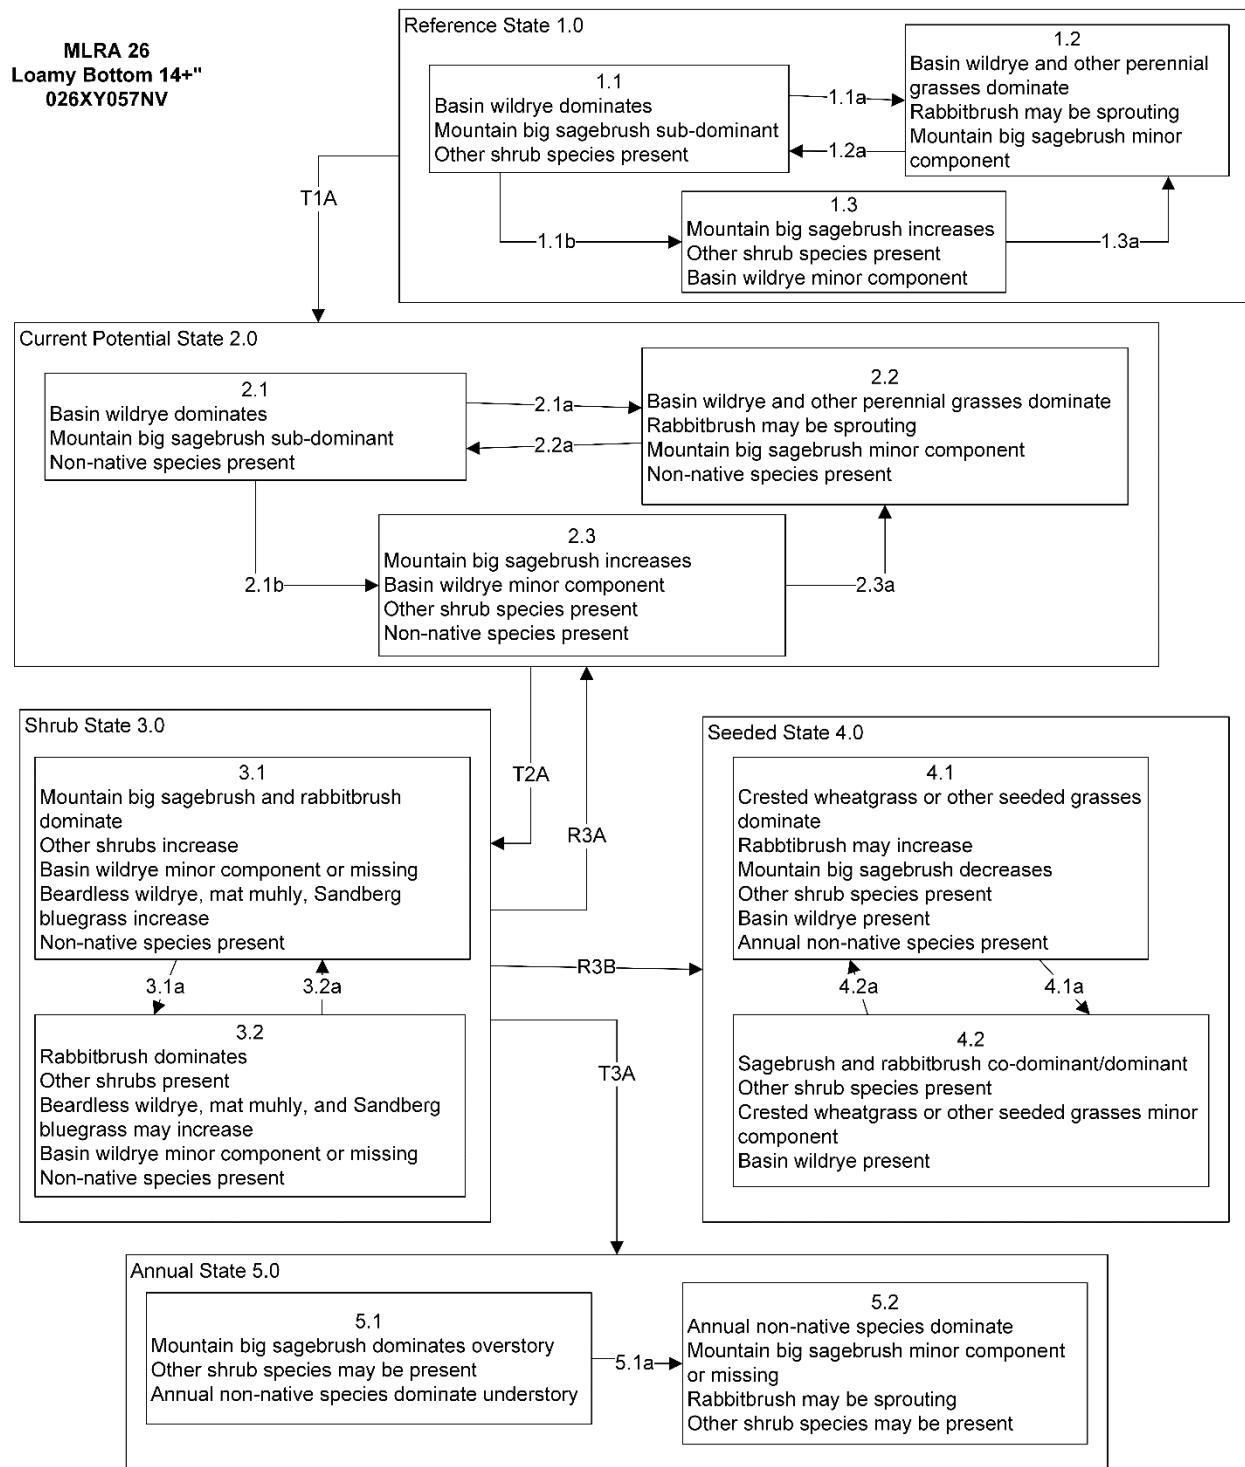 MLRA 26
Loamy Bottom 14+"
026XY057NV
Reference State 1.0
1.1
Basin wildrye dominates
Mountain big sagebrush sub-dominant
Other shrub species present
1.1a
1.2a
1.2
Basin wildrye and other perennial
grasses dominate
Rabbitbrush may be sprouting
Mountain big sagebrush minor
component
1.1b
1.3
Mountain big sagebrush increases
Other shrub species present
Basin wildrye minor component
1.3a
T1A
Current Potential State 2.0
2.1
Basin wildrye dominates
Mountain big sagebrush sub-dominant
Non-native species present
2.1a
2.2a
2.2
Basin wildrye and other perennial grasses dominate
Rabbitbrush may be sprouting
Mountain big sagebrush minor component
Non-native species present
2.1b
2.3
Mountain big sagebrush increases
Basin wildrye minor component
Other shrub species present
Non-native species present
2.3a
T2A
R3A
Shrub State 3.0
3.1
Mountain big sagebrush and rabbitbrush
dominate
Other shrubs increase
Basin wildrye minor component or missing
Beardless wildrye, mat muhly, Sandberg
bluegrass increase
Non-native species present
3.1a
3.2a
3.2
Rabbitbrush dominates
Other shrubs present
Beardless wildrye, mat muhly, and Sandberg
bluegrass may increase
Basin wildrye minor component or missing
Non-native species present
R3B
T3A
Seeded State 4.0
4.1
Crested wheatgrass or other seeded grasses
dominate
Rabbtibrush may increase
Mountain big sagebrush decreases
Other shrub species present
Basin wildrye present
Annual non-native species present
4.2a
4.1a
4.2
Sagebrush and rabbitbrush co-dominant/dominant
Other shrub species present
Crested wheatgrass or other seeded grasses minor
component
Basin wildrye present
Annual State 5.0
5.1
Mountain big sagebrush dominates overstory
Other shrub species may be present
Annual non-native species dominate understory
5.1a
5.2
Annual non-native species dominate
Mountain big sagebrush minor component
or missing
Rabbitbrush may be sprouting
Other shrub species may be present